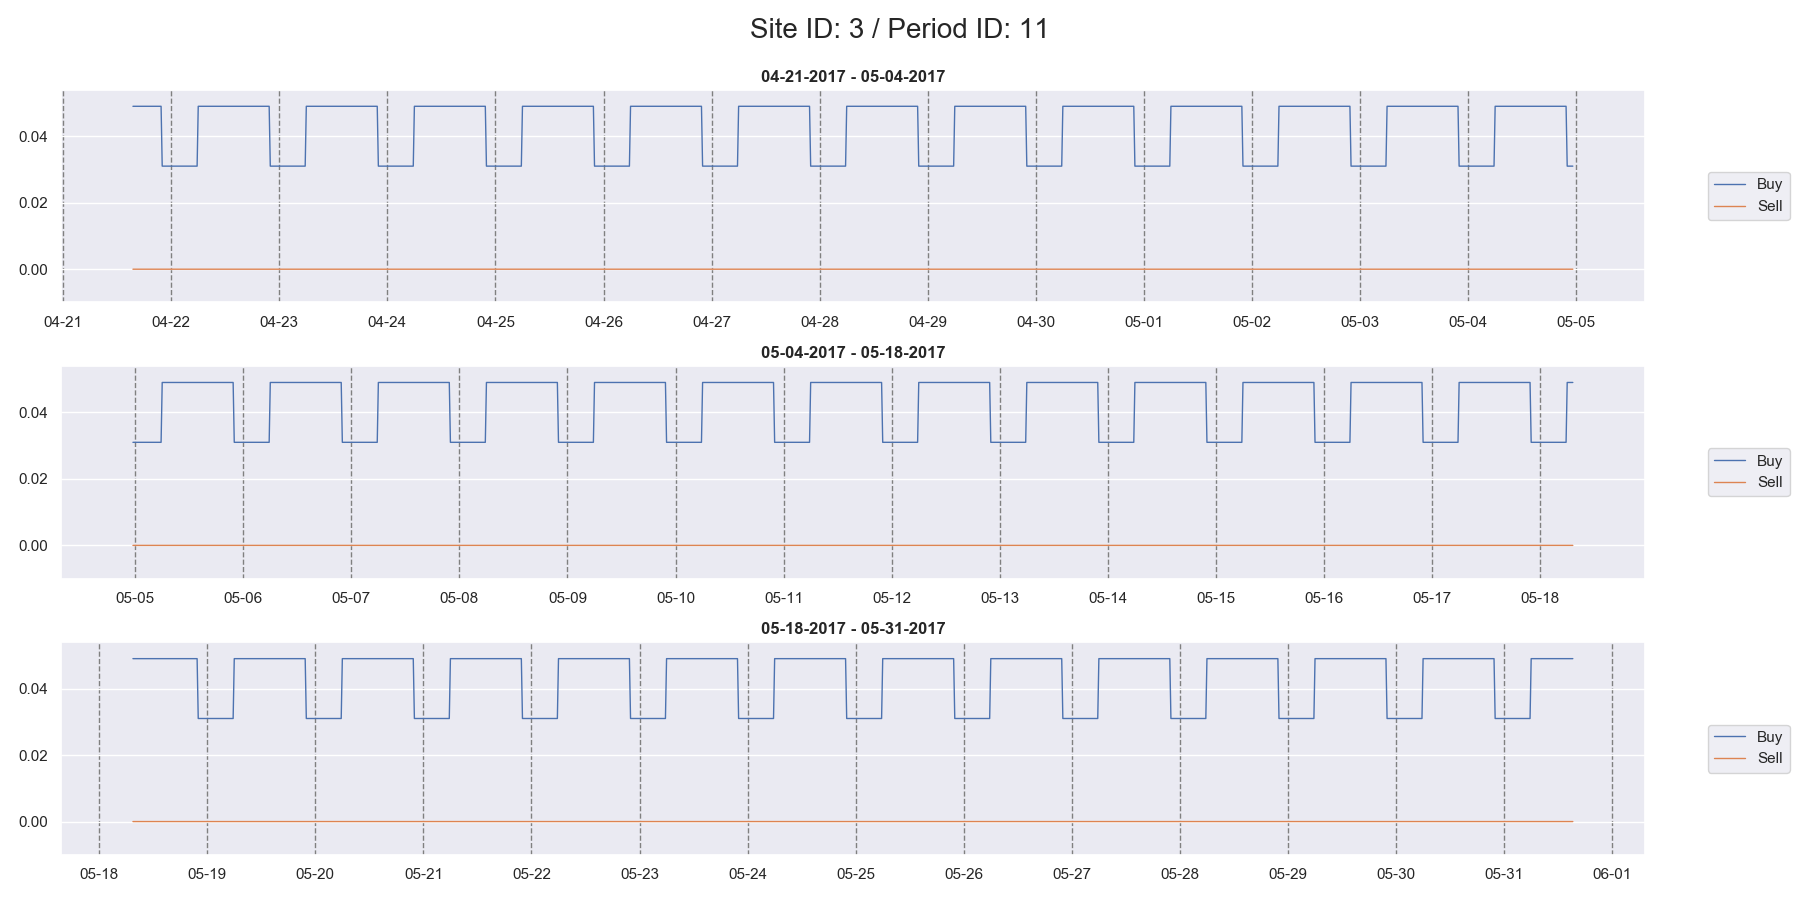 Site ID: 3 / Period ID: 11
04-21-2017 - 05-04-2017
0.04
0.02
0.00
04-21 04-22 04-23 04-24 04-25 04-26 04-27 04-28 04-29 04-30 05-01 05-02 05-03 05-04 05-05
Buy
Sell
05-04-2017 - 05-18-2017
0.04
0.02
0.00
05-05 05-06 05-07 05-08 05-09 05-10 05-11 05-12 05-13 05-14 05-15 05-16 05-17 05-18
Buy
Sell
05-18-2017 - 05-31-2017
0.04
0.02
0.00
05-18 05-19 05-20 05-21 05-22 05-23 05-24 05-25 05-26 05-27 05-28 05-29 05-30 05-31 06-01
Buy
Sell